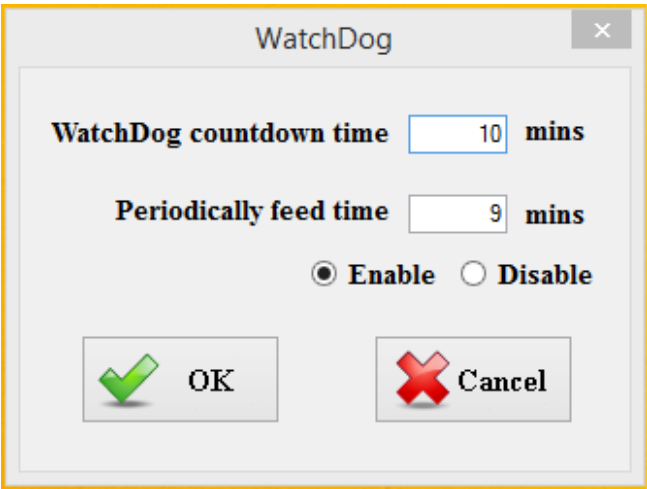 WatchDog
WatchDog countdown time 10 mins
Periodically feed time 9 mins
Enable Disable
OK Cancel